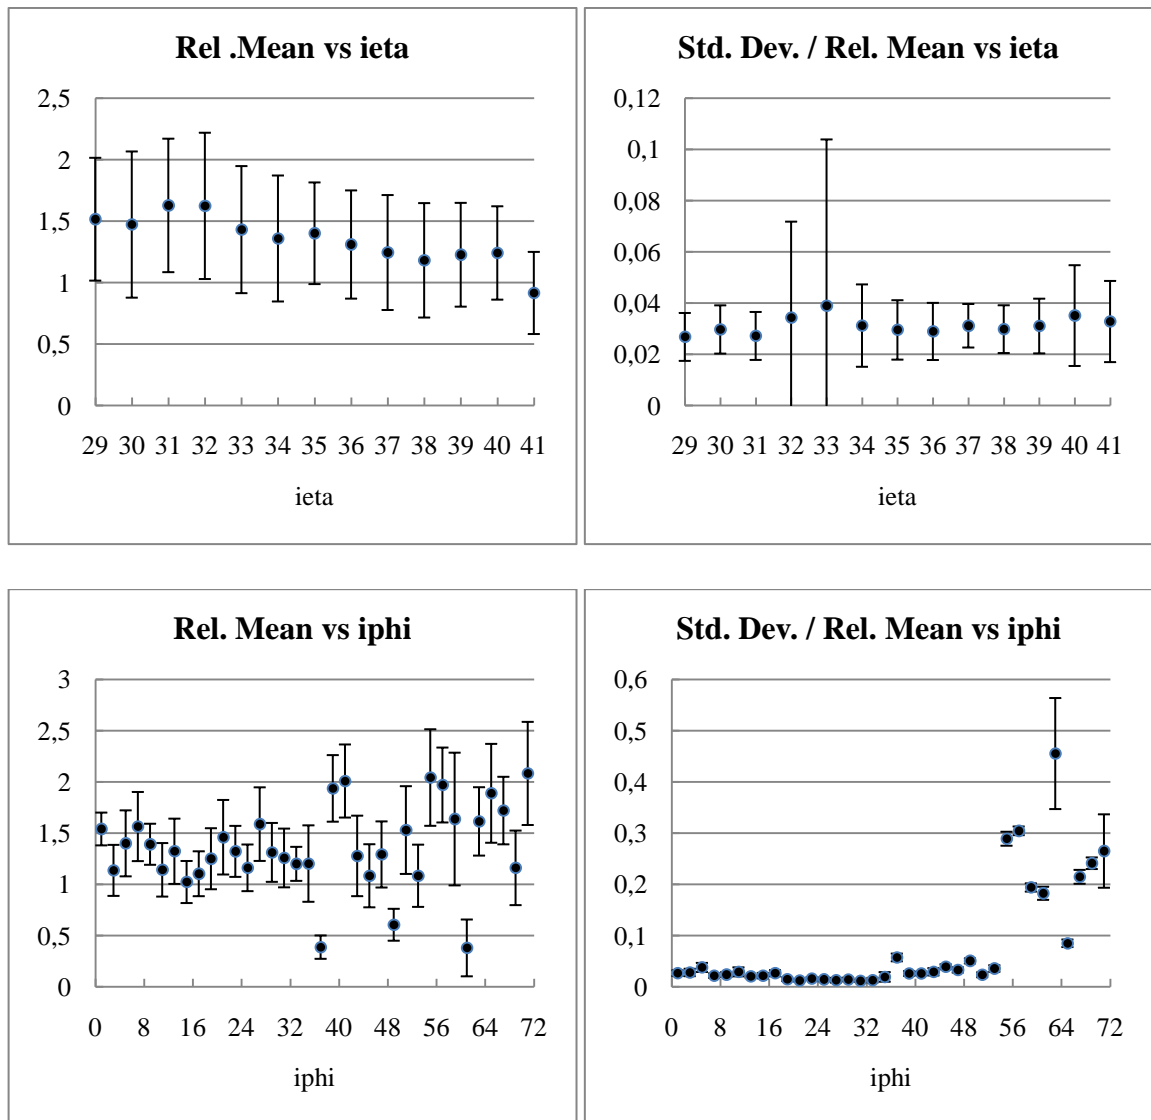 Rel .Mean vs ieta
2,5
2
1,5
1
0,5
0
29 30 31 32 33 34 35 36 37 38 39 40 41
ieta
Std. Dev. / Rel. Mean vs ieta
0,12
0,1
0,08
0,06
0,04
0,02
0
29 30 31 32 33 34 35 36 37 38 39 40 41
ieta
Rel. Mean vs iphi
3
2,5
2
1,5
1
0,5
0
0 8 16 24 32 40 48 56 64 72
iphi
Std. Dev. / Rel. Mean vs iphi
0,6
0,5
0,4
0,3
0,2
0,1
0
0 8 16 24 32 40 48 56 64 72
iphi